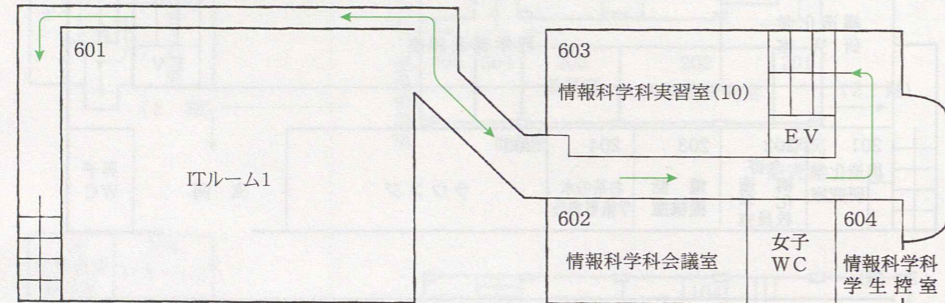 601
ITルーム1
603
情報科学科実習室(10)
EV
602
情報科学科会議室
女子
WC
604
情報科学科
学生控室